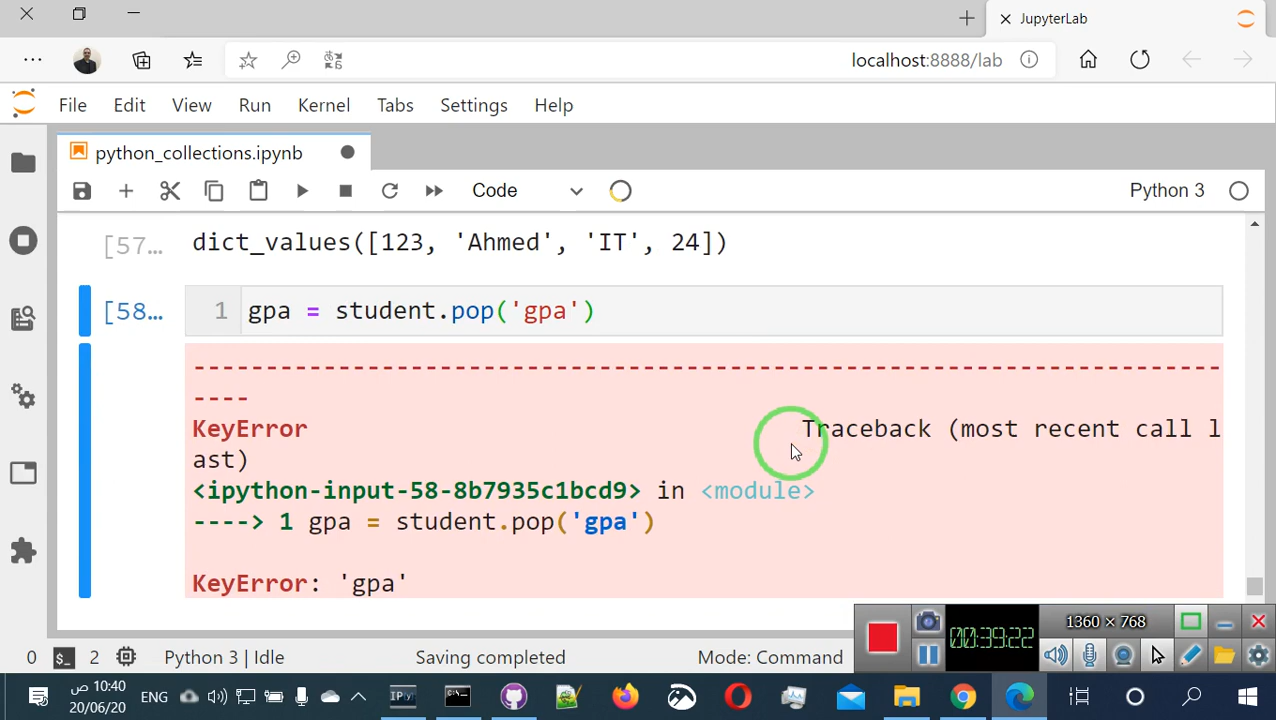 JupyterLab
localhost:8888/lab
File Edit View Run Kernel Tabs Settings Help
python_collections.ipynb
Code
Python 3
[57…
dict_values([123, 'Ahmed', 'IT', 24])
[58…
1 gpa = student.pop('gpa')
---------------------------------------------------------------------------
----
KeyError Traceback (most recent call l
ast)
<ipython-input-58-8b7935c1bcd9> in <module>
----> 1 gpa = student.pop('gpa')
KeyError: 'gpa'
1360 × 768
00:39:22
0 $_ 2 Python 3 | Idle Saving completed Mode: Command
10:40 ص
20/06/20
ENG
IPy